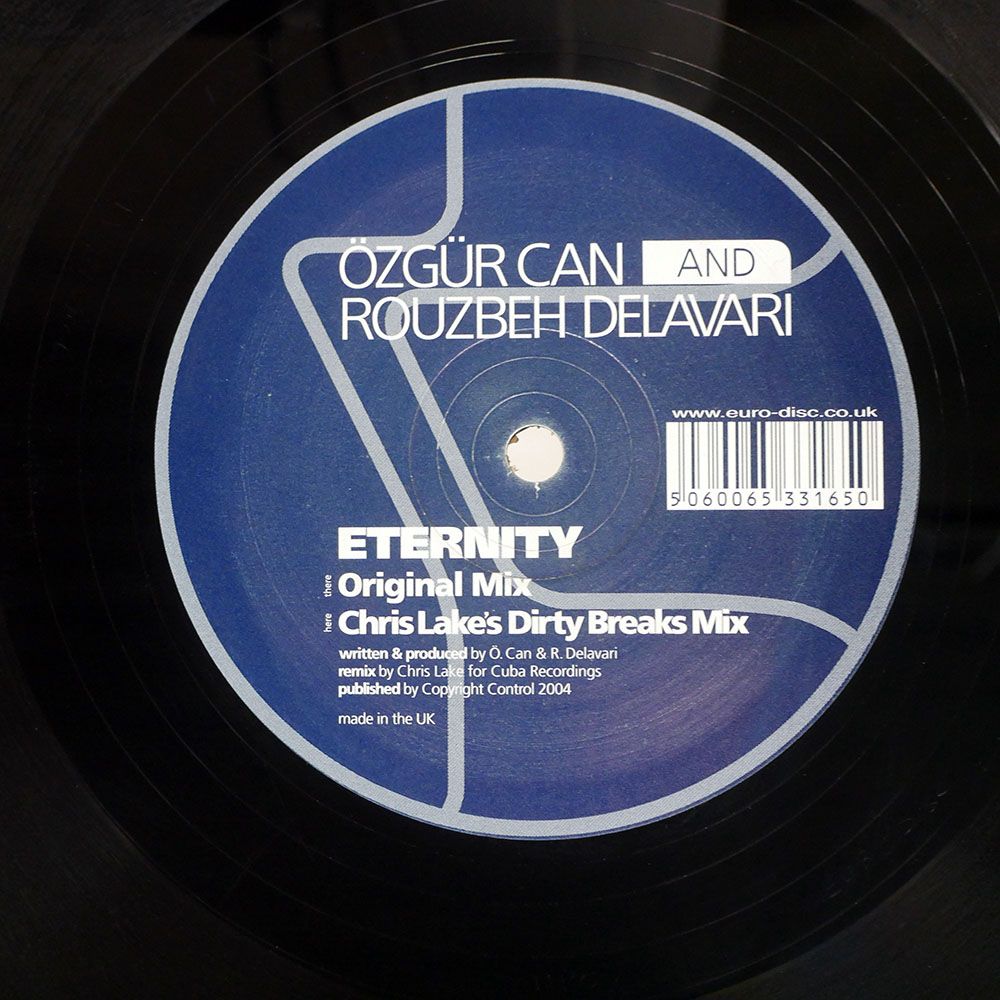 ÖZGÜR CAN AND
ROUZBEH DELAVARI
www.euro-disc.co.uk
5 060065 331650
ETERNITY
there Original Mix
here Chris Lake's Dirty Breaks Mix
written & produced by Ö. Can & R. Delavari
remix by Chris Lake for Cuba Recordings
published by Copyright Control 2004
made in the UK